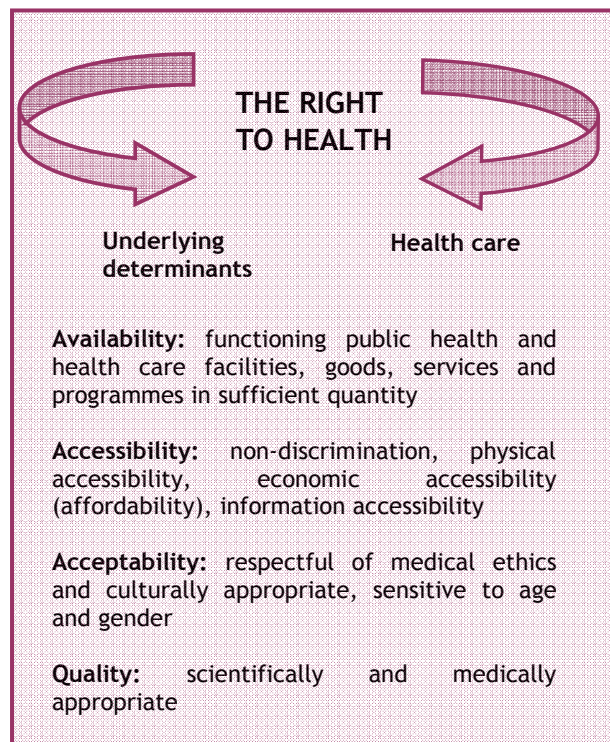 THE RIGHT
TO HEALTH
Underlying
determinants
Health care
Availability: functioning public health and
health care facilities, goods, services and
programmes in sufficient quantity
Accessibility: non-discrimination, physical
accessibility, economic accessibility
(affordability), information accessibility
Acceptability: respectful of medical ethics
and culturally appropriate, sensitive to age
and gender
Quality: scientifically and medically
appropriate